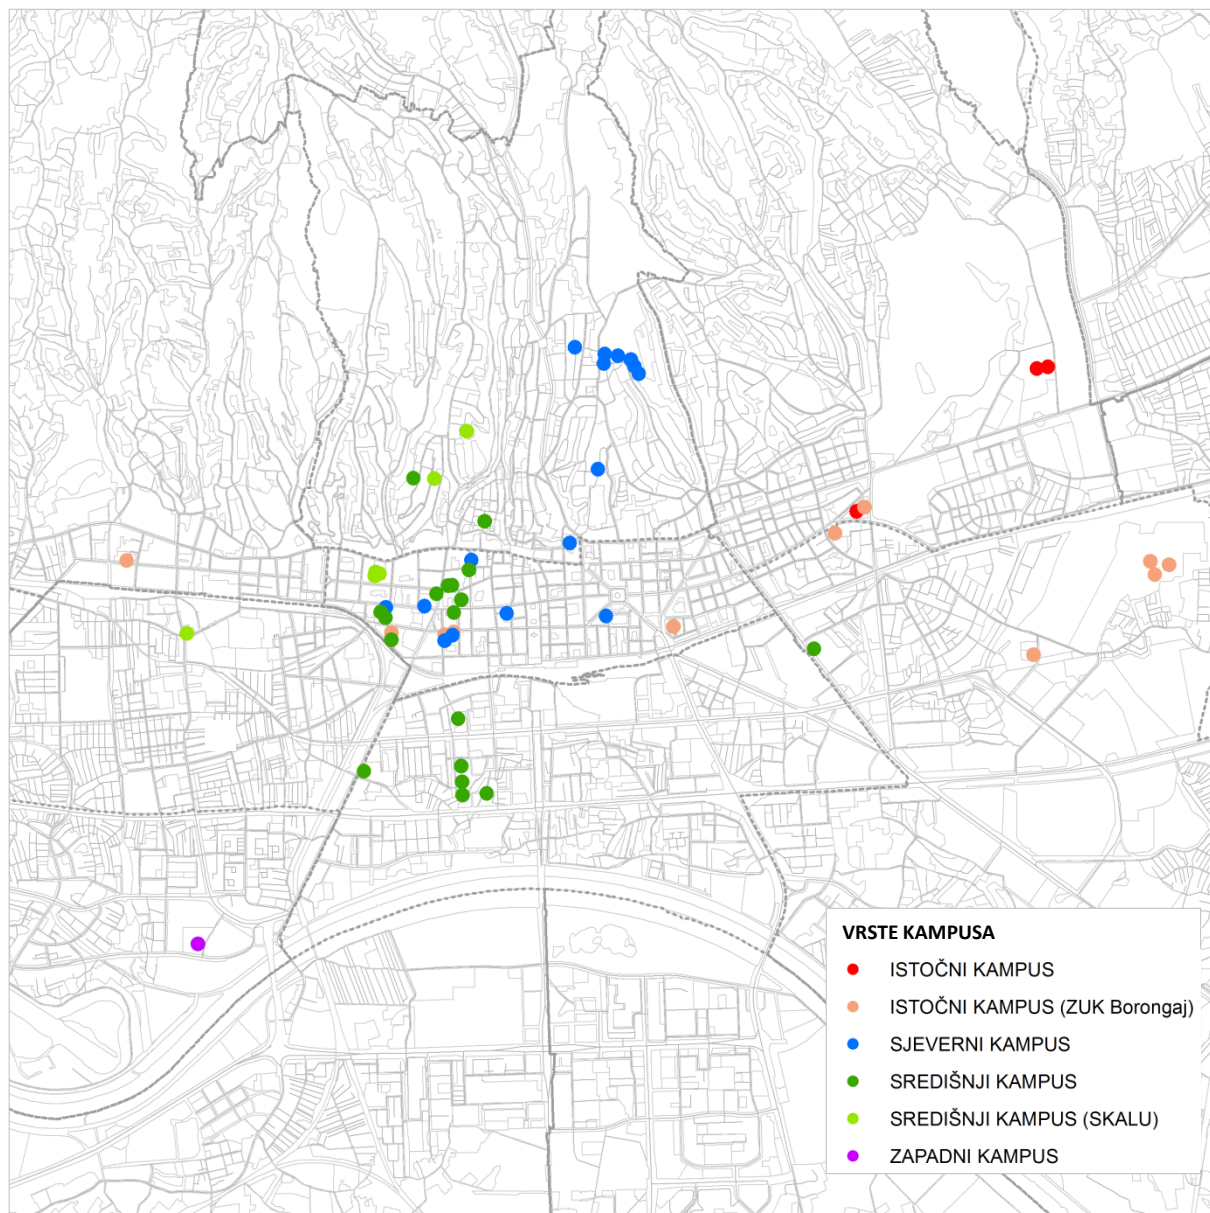 VRSTE KAMPUSA
ISTOČNI KAMPUS
ISTOČNI KAMPUS (ZUK Borongaj)
SJEVERNI KAMPUS
SREDIŠNJI KAMPUS
SREDIŠNJI KAMPUS (SKALU)
ZAPADNI KAMPUS